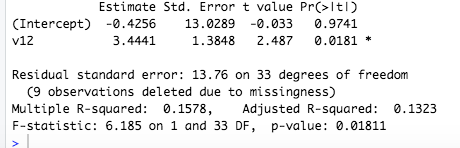 Estimate Std. Error t value Pr(>|t|)
(Intercept) -0.4256 13.0289 -0.033 0.9741
v12 3.4441 1.3848 2.487 0.0181 *
Residual standard error: 13.76 on 33 degrees of freedom
(9 observations deleted due to missingness)
Multiple R-squared: 0.1578, Adjusted R-squared: 0.1323
F-statistic: 6.185 on 1 and 33 DF, p-value: 0.01811
>